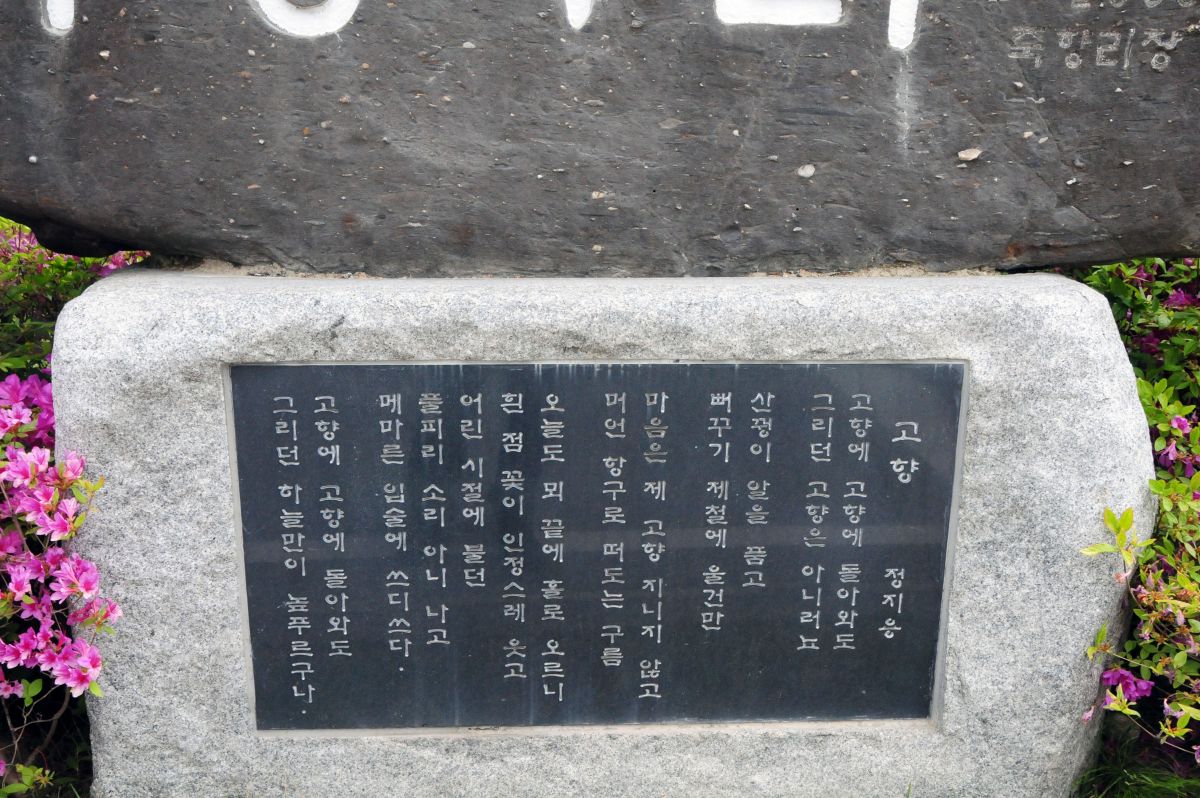 죽향리장
고향
정지용
고향에 고향에 돌아와도
그리던 고향은 아니러뇨
산꿩이 알을 품고
뻐꾸기 제철에 울건만
마음은 제 고향 지니지 않고
머언 항구로 떠도는 구름
오늘도 뫼 끝에 홀로 오르니
흰 점 꽃이 인정스레 웃고
어린 시절에 불던
풀피리 소리 아니 나고
메마른 입술에 쓰디쓰다.
고향에 고향에 돌아와도
그리던 하늘만이 높푸르구나.